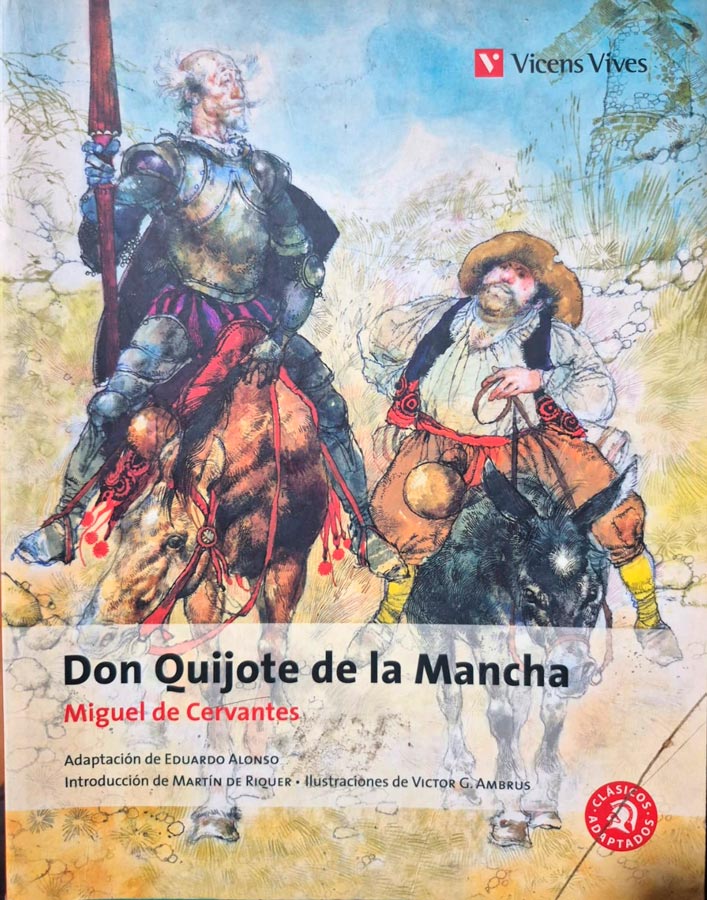 Vicens Vives
Don Quijote de la Mancha
Miguel de Cervantes
Adaptación de EDUARDO ALONSO
Introducción de MARTÍN DE RIQUER · Ilustraciones de VICTOR G. AMBRUS
· CLÁSICOS ·
ADAPTADOS